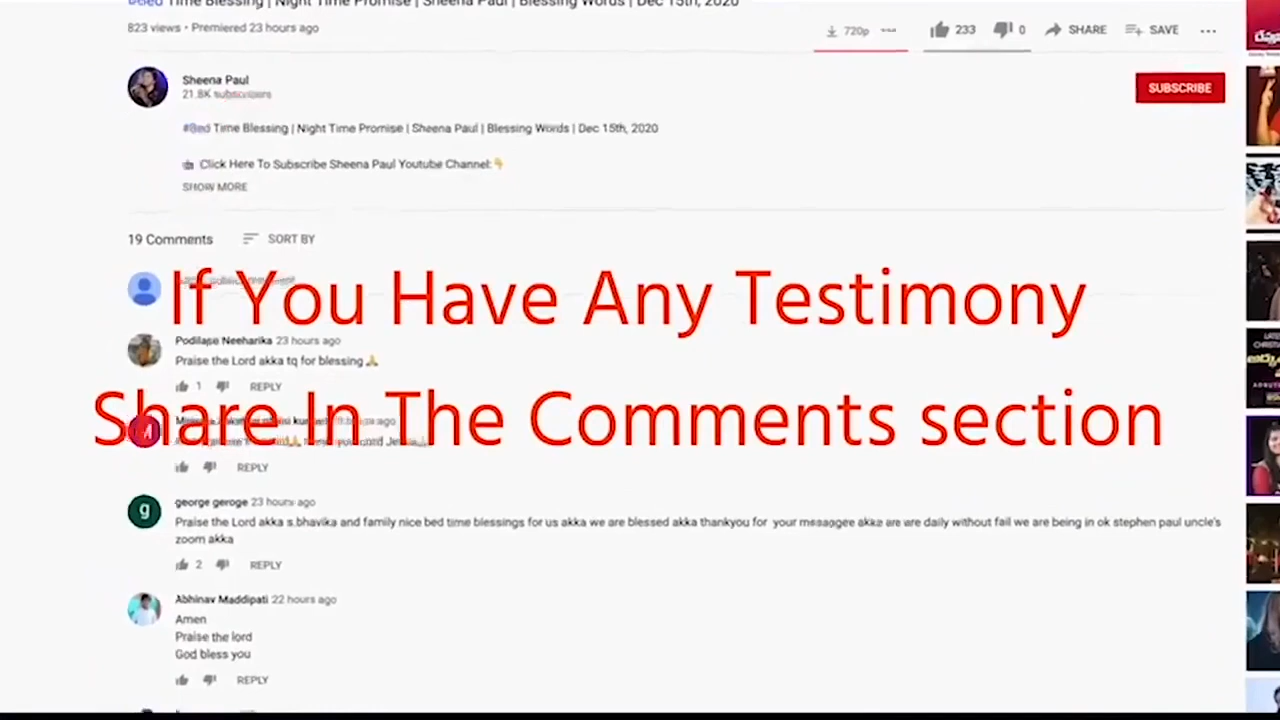 #Bed Time Blessing | Night Time Promise | Sheena Paul | Blessing Words | Dec 15th, 2020
823 views • Premiered 23 hours ago
720p
233
0
SHARE
SAVE
Sheena Paul
21.8K subscribers
SUBSCRIBE
#Bed Time Blessing | Night Time Promise | Sheena Paul | Blessing Words | Dec 15th, 2020
Click Here To Subscribe Sheena Paul Youtube Channel:👇
SHOW MORE
19 Comments
SORT BY
If You Have Any Testimony
Podilapo Neeharika 23 hours ago
Praise the Lord akka tq for blessing🙏
1
REPLY
Share In The Comments section
REPLY
george geroge 23 hours ago
Praise the Lord akka s.bhavika and family nice bed time blessings for us akka we are blessed akka thankyou for your messagee akka are are daily without fail we are being in ok stephen paul uncle's
zoom akka
2
REPLY
Abhinav Maddipati 22 hours ago
Amen
Praise the lord
God bless you
REPLY